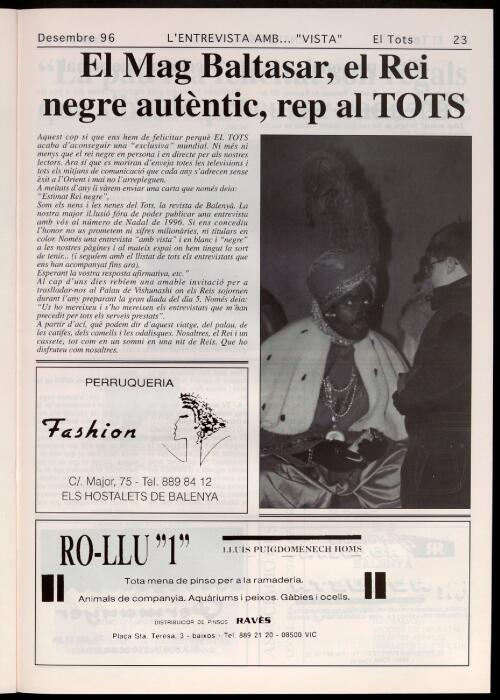 Desembre 96 L'ENTREVISTA AMB... "VISTA" El Tots 23
El Mag Baltasar, el Rei
negre autèntic, rep al TOTS
Aquest cop si que ens hem de felicitar perquè EL TOTS
acaba d'aconseguir una "exclusiva" mundial. Ni més ni
menys que el rei negre en persona i en directe per als nostres
lectors. Ara si que es moriran d'enveja totes les televisions i
tots els mitjans de comunicació que cada any s'adrecen sense
èxit a l'Orient i mai no l'arrepleguen.
A meitats d'any li vàrem enviar una carta que només deia:
"Estimat Rei negre",
Som els nens i les nenes del Tots, la revista de Balenyà. La
nostra major il.lusió fóra de poder publicar una entrevista
amb vós al número de Nadal de 1996. Si ens concediu
l'honor no us prometem ni xifres milionàries, ni titulars en
color. Només una entrevista "amb vista" i en blanc i "negre"
a les nostres pàgines i al mateix espai on hem tingut la sort
de tenir... (i seguíem amb el llistat de tots els entrevistats que
ens han acompanyat fins ara).
Esperant la vostra resposta afirmativa, etc."
Al cap d'uns dies rebíem una amable invitació per a
traslladar-nos al Palau de Vishunashi on els Reis sojornen
durant l'any preparant la gran diada del dia 5. Només deia:
"Us ho mereixeu i s'ho mereixen els entrevistats que m'han
precedit per tots els serveis prestats".
A partir d'ací, què podem dir d'aquest viatge, del palau, de
les catifes, dels camells i les odalisques. Nosaltres, el Rei i un
cassete, tot com en un somni en una nit de Reis. Que ho
disfruteu com nosaltres.
PERRUQUERIA
Fashion
C/. Major, 75 - Tel. 889 84 12
ELS HOSTALETS DE BALENYA
RO-LLU "1"
LLUIS PUIGDOMENECH HOMS
Tota mena de pinso per a la ramaderia.
Animals de companyia. Aquàriums i peixos. Gàbies i ocells.
DISTRIBUIDOR DE PINSOS RAVÉS
Plaça Sta. Teresa, 3 - baixos - Tel. 889 21 20 - 08500 VIC